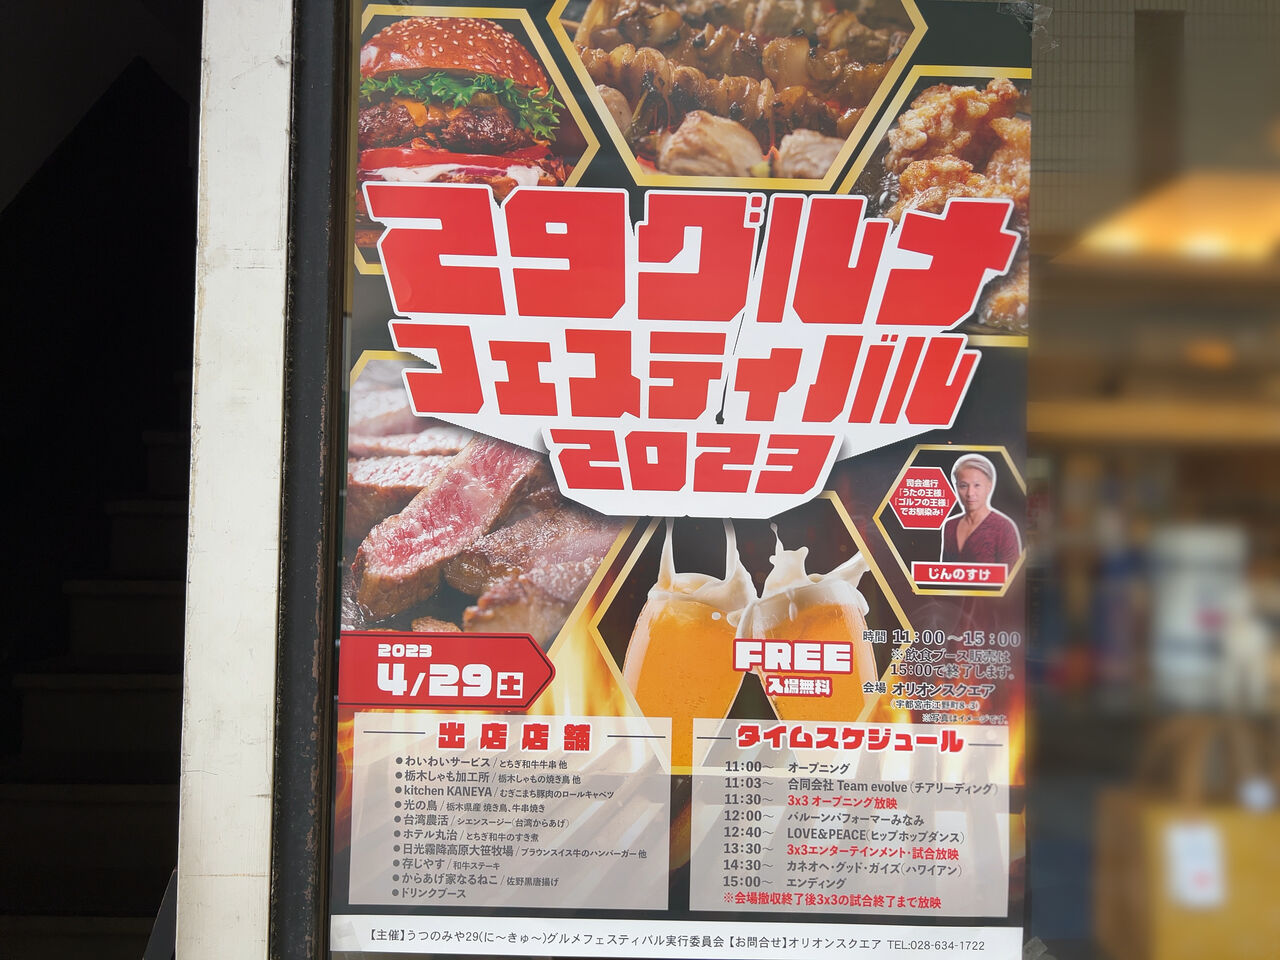 29グルメ
フェスティバル
2023
司会進行
「うたの王様」
「ゴルフの王様」
でお馴染み!
じんのすけ
2023
4/29土
FREE
入場無料
時間 11:00〜15:00
※飲食ブース販売は
15:00で終了します。
会場 オリオンスクエア
(宇都宮市江野町8-3)
※写真はイメージです。
出店店舗
●わいわいサービス/とちぎ和牛牛串 他
●栃木しゃも加工所/栃木しゃもの焼き鳥 他
●kitchen KANEYA/むぎこまち豚肉のロールキャベツ
●光の鳥/栃木県産 焼き鳥、牛串焼き
●台湾農活/シエンスージー(台湾からあげ)
●ホテル丸治/とちぎ和牛のすき煮
●日光霧降高原大笹牧場/ブラウンスイス牛のハンバーガー 他
●存じやす/和牛ステーキ
●からあげ家なるねこ/佐野黒唐揚げ
●ドリンクブース
タイムスケジュール
11:00〜 オープニング
11:03〜 合同会社 Team evolve(チアリーディング)
11:30〜 3x3 オープニング放映
12:00〜 バルーンパフォーマーみなみ
12:40〜 LOVE&PEACE(ヒップホップダンス)
13:30〜 3x3エンターテインメント・試合放映
14:30〜 カネオヘ・グッド・ガイズ(ハワイアン)
15:00〜 エンディング
※会場撤収終了後3x3の試合終了まで放映
【主催】うつのみや29(に〜きゅ〜)グルメフェスティバル実行委員会 【お問合せ】オリオンスクエア TEL:028-634-1722